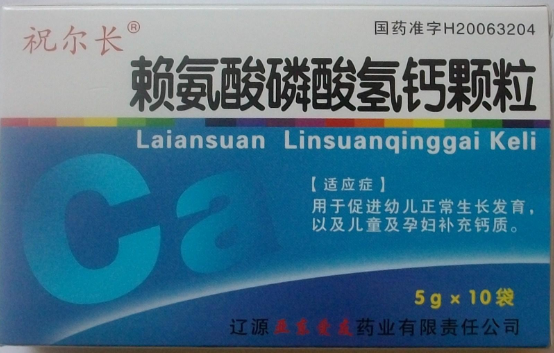 国药准字H20063204
祝尔长®
赖氨酸磷酸氢钙颗粒
Laiansuan Linsuanqinggai Keli
Ca
【适应症】
用于促进幼儿正常生长发育,
以及儿童及孕妇补充钙质。
5g×10袋
辽源 药业有限责任公司